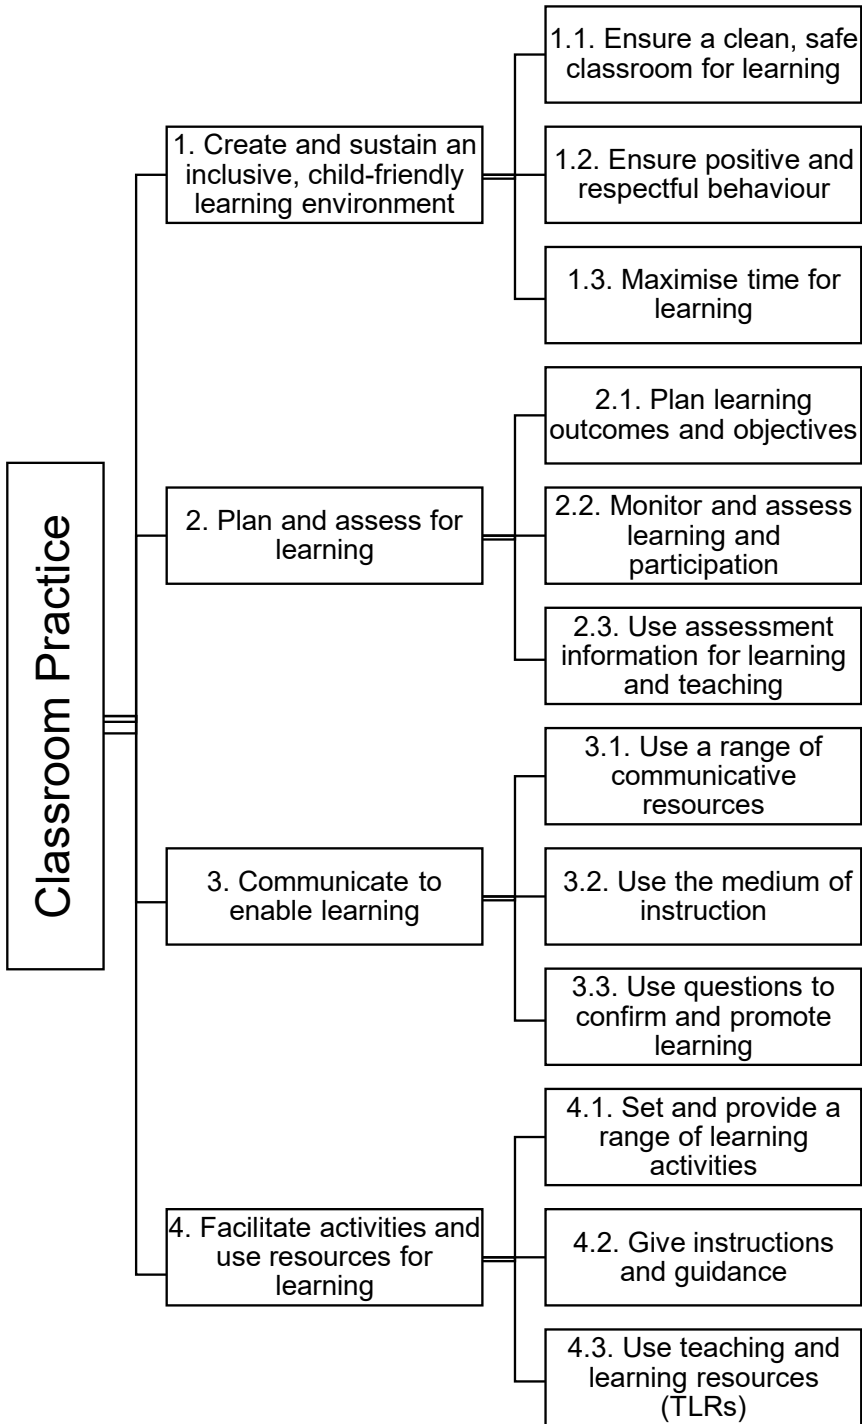 Classroom Practice
1. Create and sustain an
inclusive, child-friendly
learning environment
1.1. Ensure a clean, safe
classroom for learning
1.2. Ensure positive and
respectful behaviour
1.3. Maximise time for
learning
2. Plan and assess for
learning
2.1. Plan learning
outcomes and objectives
2.2. Monitor and assess
learning and
participation
2.3. Use assessment
information for learning
and teaching
3. Communicate to
enable learning
3.1. Use a range of
communicative
resources
3.2. Use the medium of
instruction
3.3. Use questions to
confirm and promote
learning
4. Facilitate activities and
use resources for
learning
4.1. Set and provide a
range of learning
activities
4.2. Give instructions
and guidance
4.3. Use teaching and
learning resources
(TLRs)